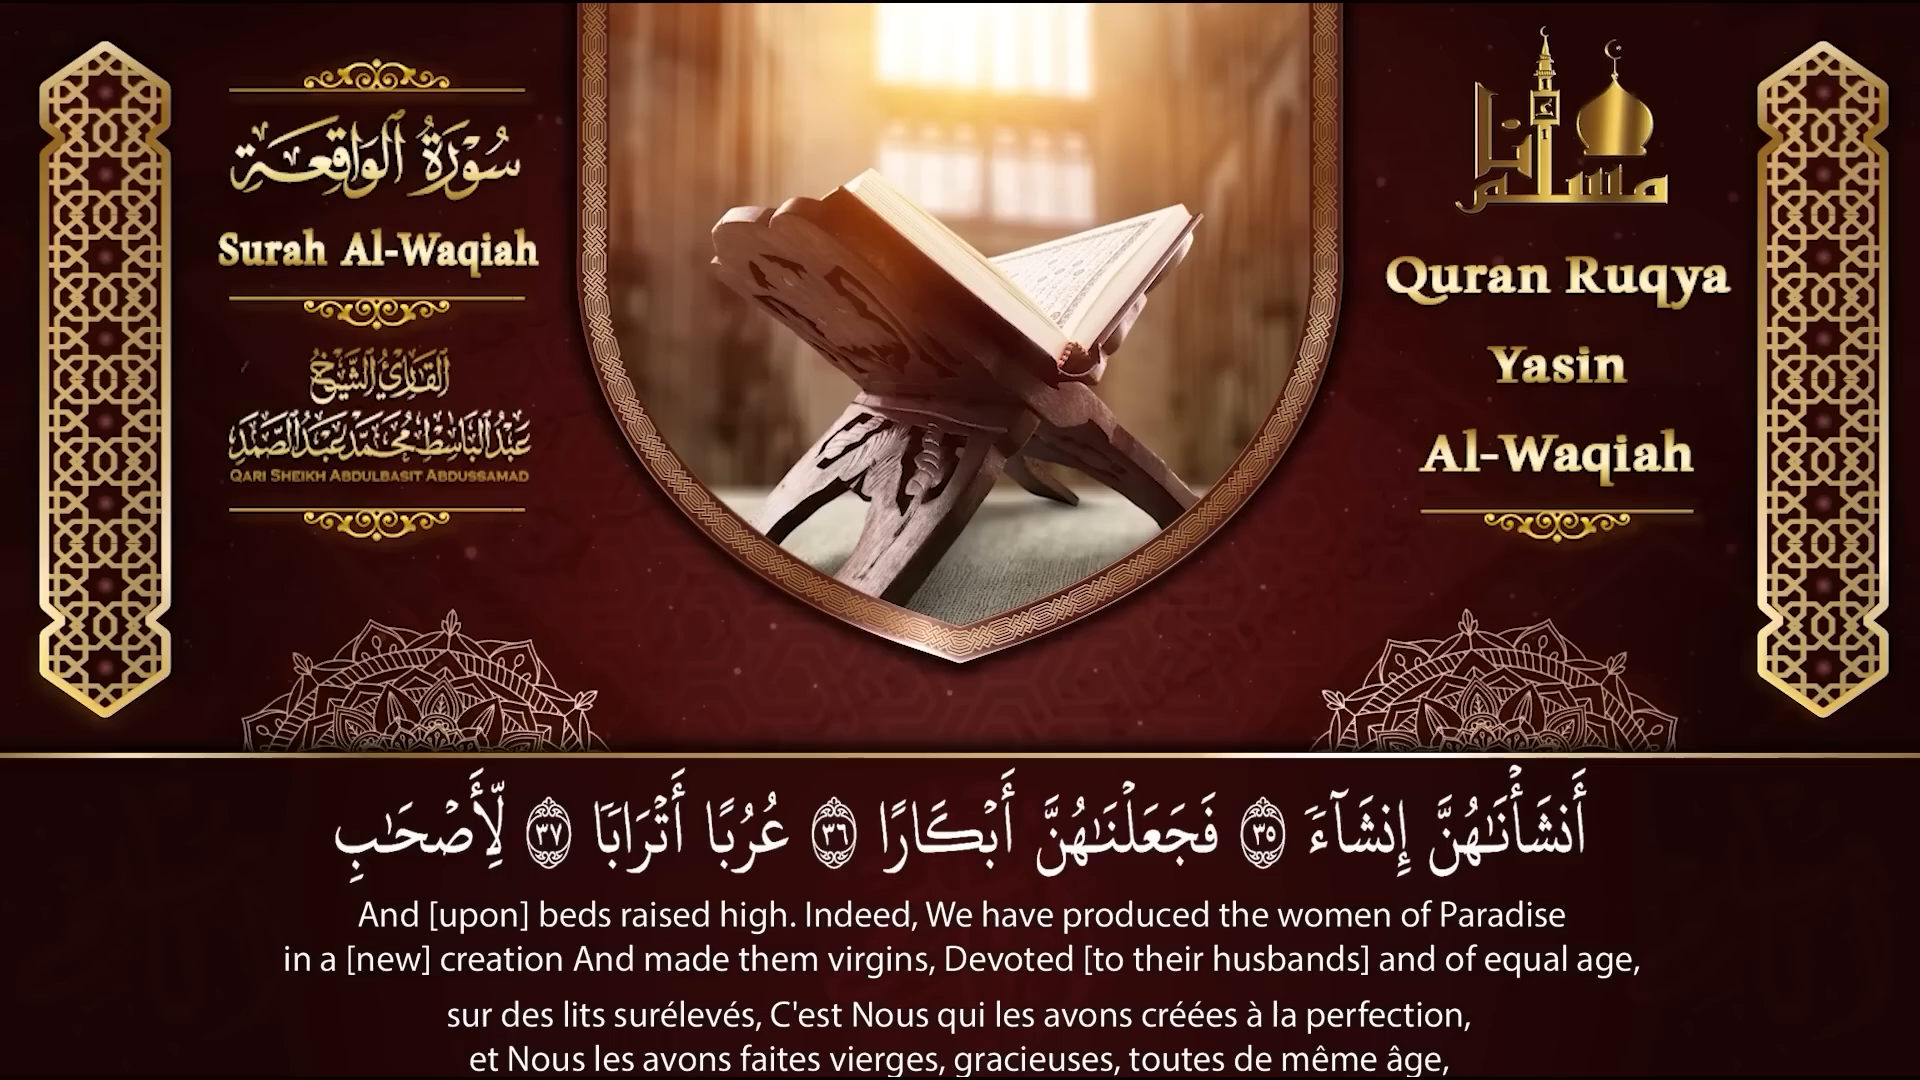 سُورَةُ الوَاقِعَة
Surah Al-Waqiah
القارئ الشيخ
عبد الباسط محمد عبد الصمد
QARI SHEIKH ABDULBASIT ABDUSSAMAD
أنا مسلم
1
Quran Ruqya
Yasin
Al-Waqiah
أَنشَأْنَٰهُنَّ إِنشَآءً ٣٥ فَجَعَلْنَٰهُنَّ أَبْكَارًا ٣٦ عُرُبًا أَتْرَابًا ٣٧ لِّأَصْحَٰبِ
And [upon] beds raised high. Indeed, We have produced the women of Paradise
in a [new] creation And made them virgins, Devoted [to their husbands] and of equal age,
sur des lits surélevés, C'est Nous qui les avons créées à la perfection,
et Nous les avons faites vierges, gracieuses, toutes de même âge,